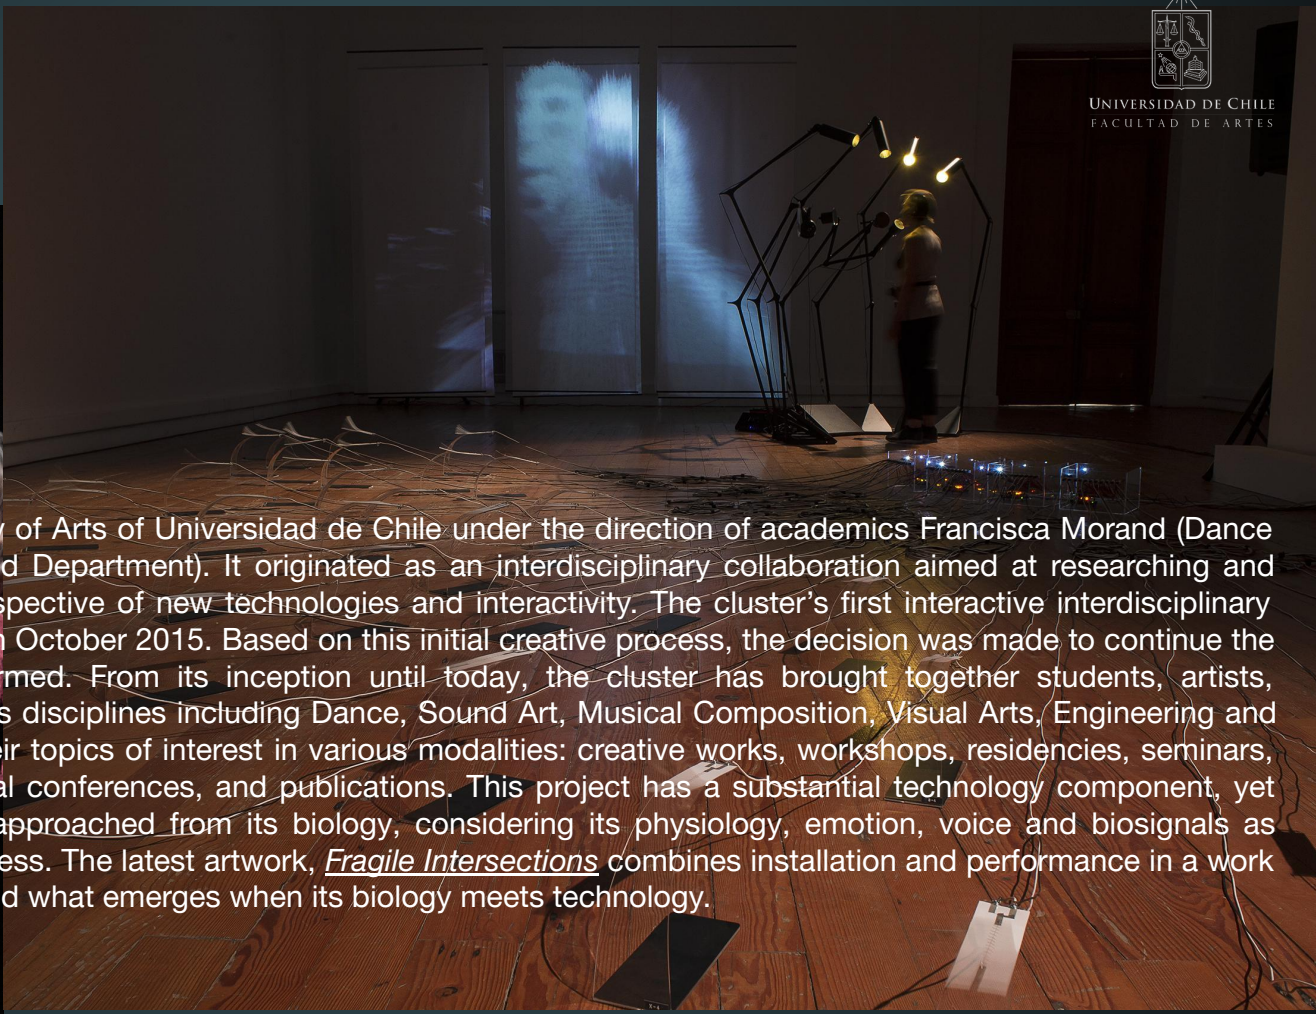 UNIVERSIDAD DE CHILE
FACULTAD DE ARTES
of Arts of Universidad de Chile under the direction of academics Francisca Morand (Dance
Department). It originated as an interdisciplinary collaboration aimed at researching and
of new technologies and interactivity. The cluster’s first interactive interdisciplinary
October 2015. Based on this initial creative process, the decision was made to continue the
From its inception until today, the cluster has brought together students, artists,
disciplines including Dance, Sound Art, Musical Composition, Visual Arts, Engineering and
topics of interest in various modalities: creative works, workshops, residencies, seminars,
conferences, and publications. This project has a substantial technology component, yet
approached from its biology, considering its physiology, emotion, voice and biosignals as
The latest artwork, Fragile Intersections combines installation and performance in a work
what emerges when its biology meets technology.